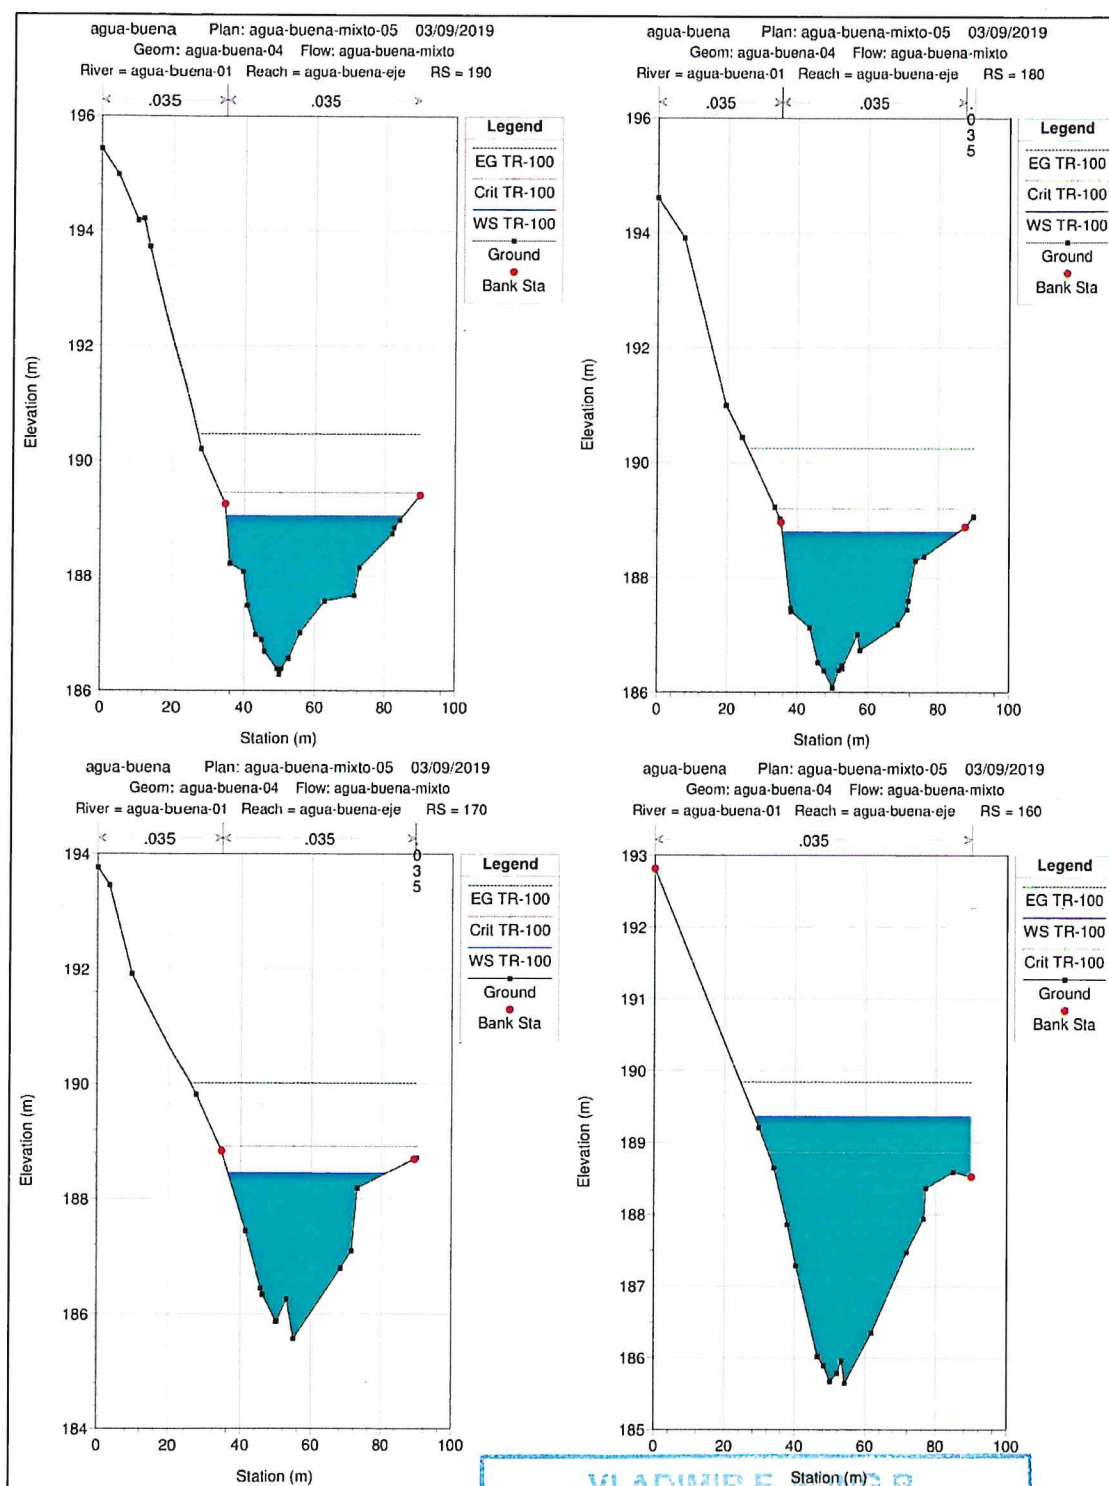 agua-buena Plan: agua-buena-mixto-05 03/09/2019
Geom: agua-buena-04 Flow: agua-buena-mixto
River = agua-buena-01 Reach = agua-buena-eje RS = 190
.035 .035
196
194
192
190
188
186
Elevation (m)
0 20 40 60 80 100
Station (m)
Legend
EG TR-100
Crit TR-100
WS TR-100
Ground
Bank Sta
agua-buena Plan: agua-buena-mixto-05 03/09/2019
Geom: agua-buena-04 Flow: agua-buena-mixto
River = agua-buena-01 Reach = agua-buena-eje RS = 180
.035 .035 .035
196
194
192
190
188
186
Elevation (m)
0 20 40 60 80 100
Station (m)
Legend
EG TR-100
Crit TR-100
WS TR-100
Ground
Bank Sta
agua-buena Plan: agua-buena-mixto-05 03/09/2019
Geom: agua-buena-04 Flow: agua-buena-mixto
River = agua-buena-01 Reach = agua-buena-eje RS = 170
.035 .035 035
194
192
190
188
186
184
Elevation (m)
0 20 40 60 80 100
Station (m)
Legend
EG TR-100
Crit TR-100
WS TR-100
Ground
Bank Sta
agua-buena Plan: agua-buena-mixto-05 03/09/2019
Geom: agua-buena-04 Flow: agua-buena-mixto
River = agua-buena-01 Reach = agua-buena-eje RS = 160
.035
193
192
191
190
189
188
187
186
185
Elevation (m)
0 20 40 60 80 100
Station (m)
Legend
EG TR-100
WS TR-100
Crit TR-100
Ground
Bank Sta
VLADIMIR E.